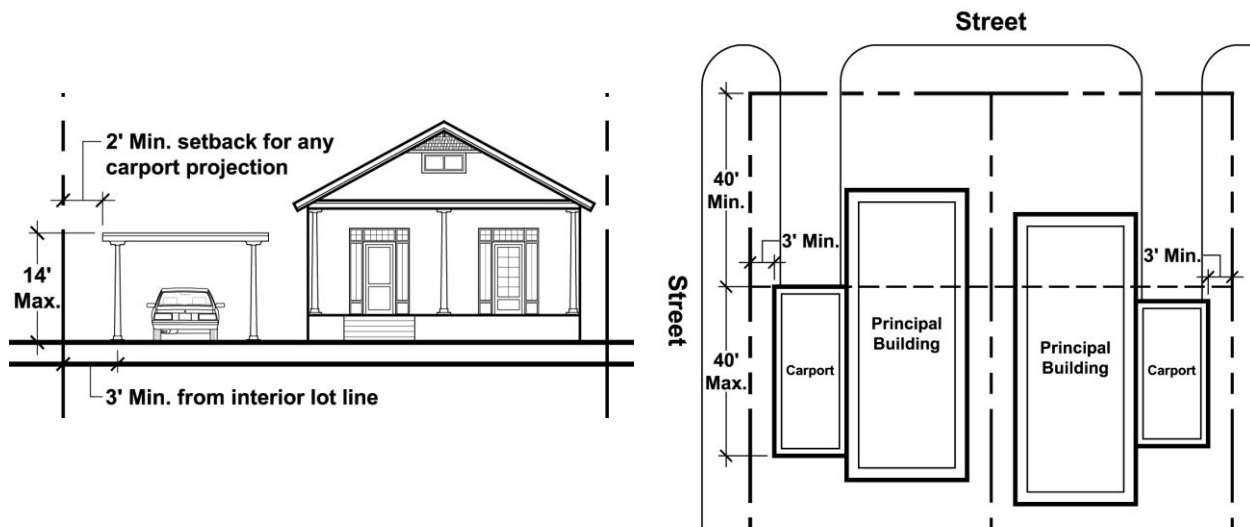 2' Min. setback for any
carport projection
14'
Max.
3' Min. from interior lot line
Street
Street
40'
Min.
3' Min.
3' Min.
40'
Max.
Carport
Principal
Building
Principal
Building
Carport